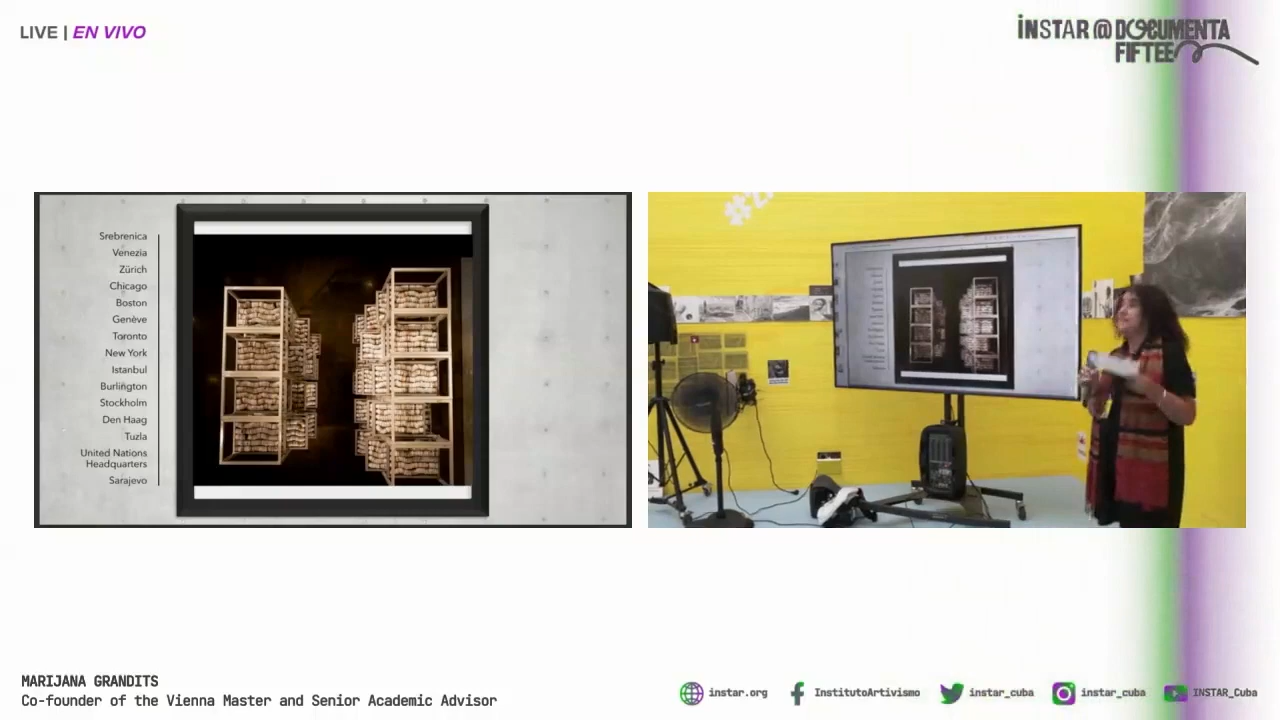 LIVE | EN VIVO
INSTAR @ DOCUMENTA
FIFTEEN
Srebrenica
Venezia
Zürich
Chicago
Boston
Genève
Toronto
New York
Istanbul
Burlington
Stockholm
Den Haag
Tuzla
United Nations
Headquarters
Sarajevo
MARIJANA GRANDITS
Co-founder of the Vienna Master and Senior Academic Advisor
instar.org
InstitutoArtivismo
instar_cuba
instar_cuba
INSTAR_Cuba